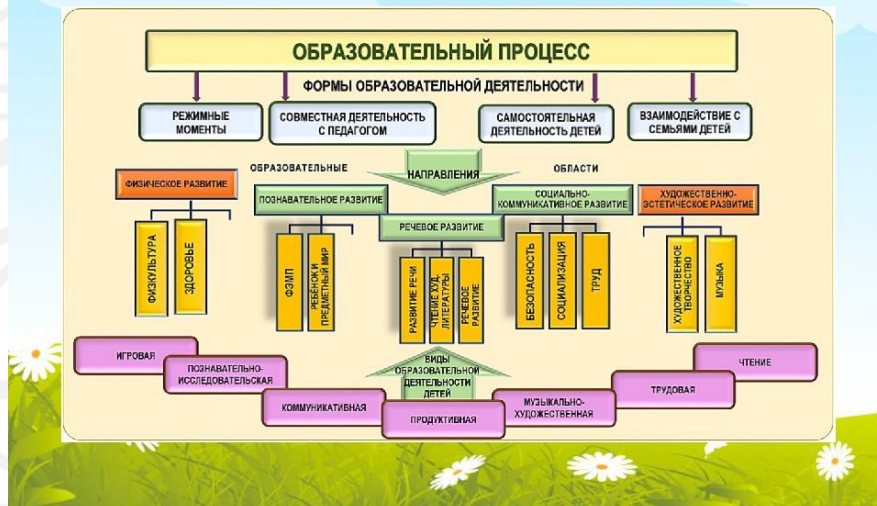 ОБРАЗОВАТЕЛЬНЫЙ ПРОЦЕСС
ФОРМЫ ОБРАЗОВАТЕЛЬНОЙ ДЕЯТЕЛЬНОСТИ
РЕЖИМНЫЕ
МОМЕНТЫ
СОВМЕСТНАЯ ДЕЯТЕЛЬНОСТЬ
С ПЕДАГОГОМ
САМОСТОЯТЕЛЬНАЯ
ДЕЯТЕЛЬНОСТЬ ДЕТЕЙ
ВЗАИМОДЕЙСТВИЕ С
СЕМЬЯМИ ДЕТЕЙ
ОБРАЗОВАТЕЛЬНЫЕ
НАПРАВЛЕНИЯ
ОБЛАСТИ
ФИЗИЧЕСКОЕ РАЗВИТИЕ
ПОЗНАВАТЕЛЬНОЕ РАЗВИТИЕ
РЕЧЕВОЕ РАЗВИТИЕ
СОЦИАЛЬНО-
КОММУНИКАТИВНОЕ РАЗВИТИЕ
ХУДОЖЕСТВЕННО-
ЭСТЕТИЧЕСКОЕ РАЗВИТИЕ
ФИЗКУЛЬТУРА
ЗДОРОВЬЕ
ФЭМП
РЕБЁНОК И
ПРЕДМЕТНЫЙ МИР
РАЗВИТИЕ РЕЧИ
ЧТЕНИЕ ХУД.
ЛИТЕРАТУРЫ
РЕЧЕВОЕ
РАЗВИТИЕ
БЕЗОПАСНОСТЬ
СОЦИАЛИЗАЦИЯ
ТРУД
ХУДОЖЕСТВЕННОЕ
ТВОРЧЕСТВО
МУЗЫКА
ВИДЫ
ОБРАЗОВАТЕЛЬНОЙ
ДЕЯТЕЛЬНОСТИ
ДЕТЕЙ
ИГРОВАЯ
ПОЗНАВАТЕЛЬНО-
ИССЛЕДОВАТЕЛЬСКАЯ
КОММУНИКАТИВНАЯ
ПРОДУКТИВНАЯ
МУЗЫКАЛЬНО-
ХУДОЖЕСТВЕННАЯ
ТРУДОВАЯ
ЧТЕНИЕ